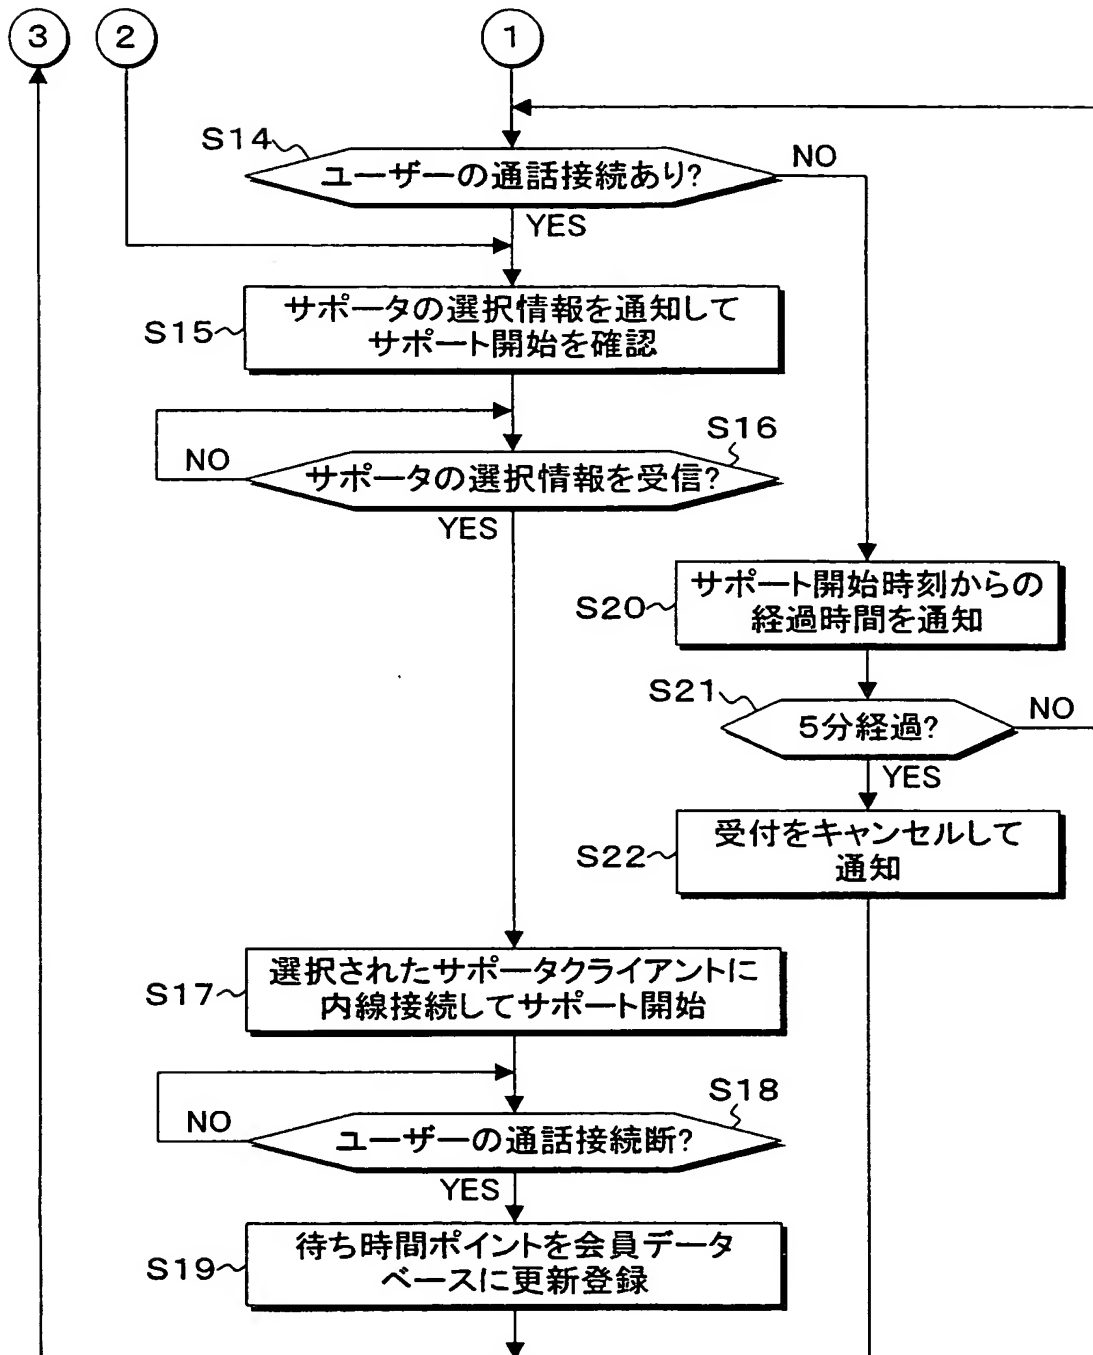 3
2
1
S14
ユーザーの通話接続あり?
NO
YES
S15
サポータの選択情報を通知して
サポート開始を確認
S16
NO
サポータの選択情報を受信?
YES
S20
サポート開始時刻からの
経過時間を通知
S21
5分経過?
NO
YES
S22
受付をキャンセルして
通知
S17
選択されたサポータクライアントに
内線接続してサポート開始
S18
NO
ユーザーの通話接続断?
YES
S19
待ち時間ポイントを会員データ
ベースに更新登録